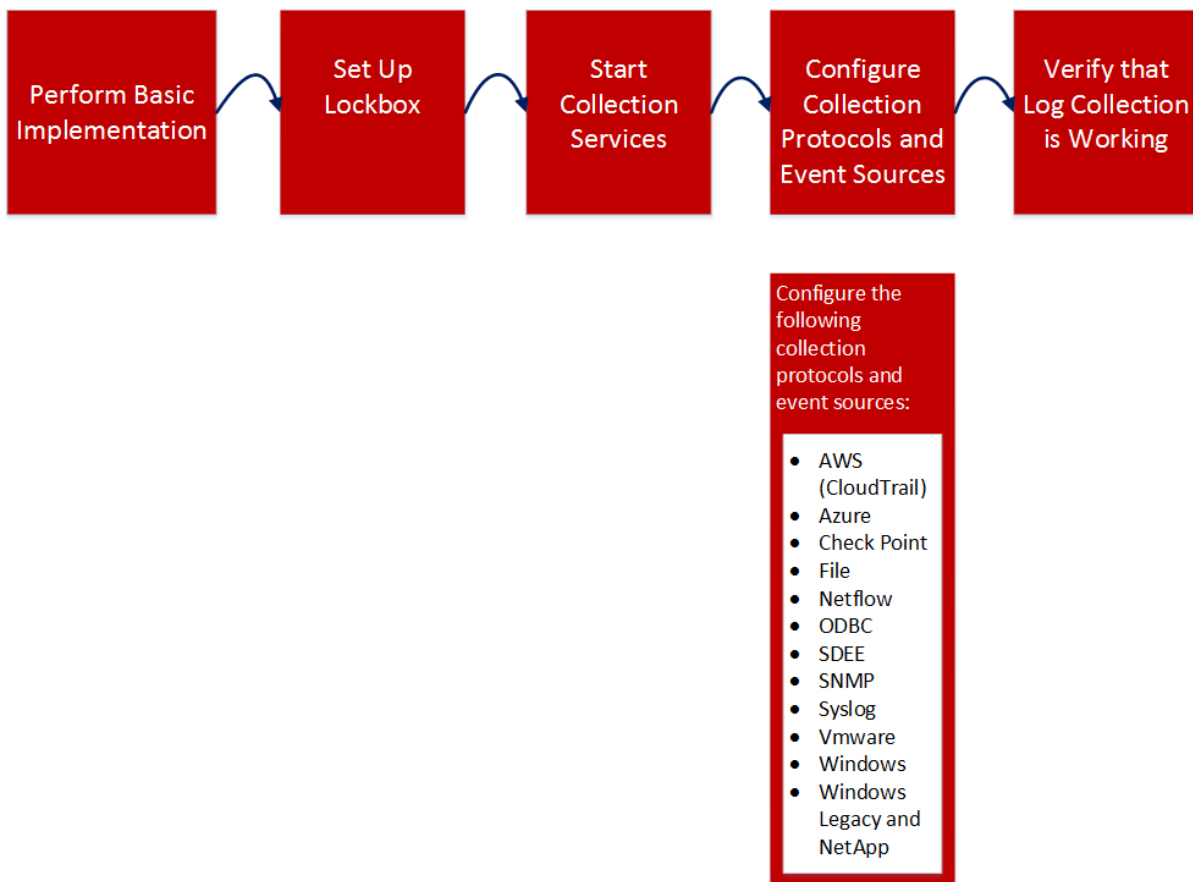 Perform Basic
Implementation
Set Up
Lockbox
Start
Collection
Services
Configure
Collection
Protocols and
Event Sources
Verify that
Log Collection
is Working
Configure the
following
collection
protocols and
event sources:
• AWS
(CloudTrail)
• Azure
• Check Point
• File
• Netflow
• ODBC
• SDEE
• SNMP
• Syslog
• Vmware
• Windows
• Windows
Legacy and
NetApp